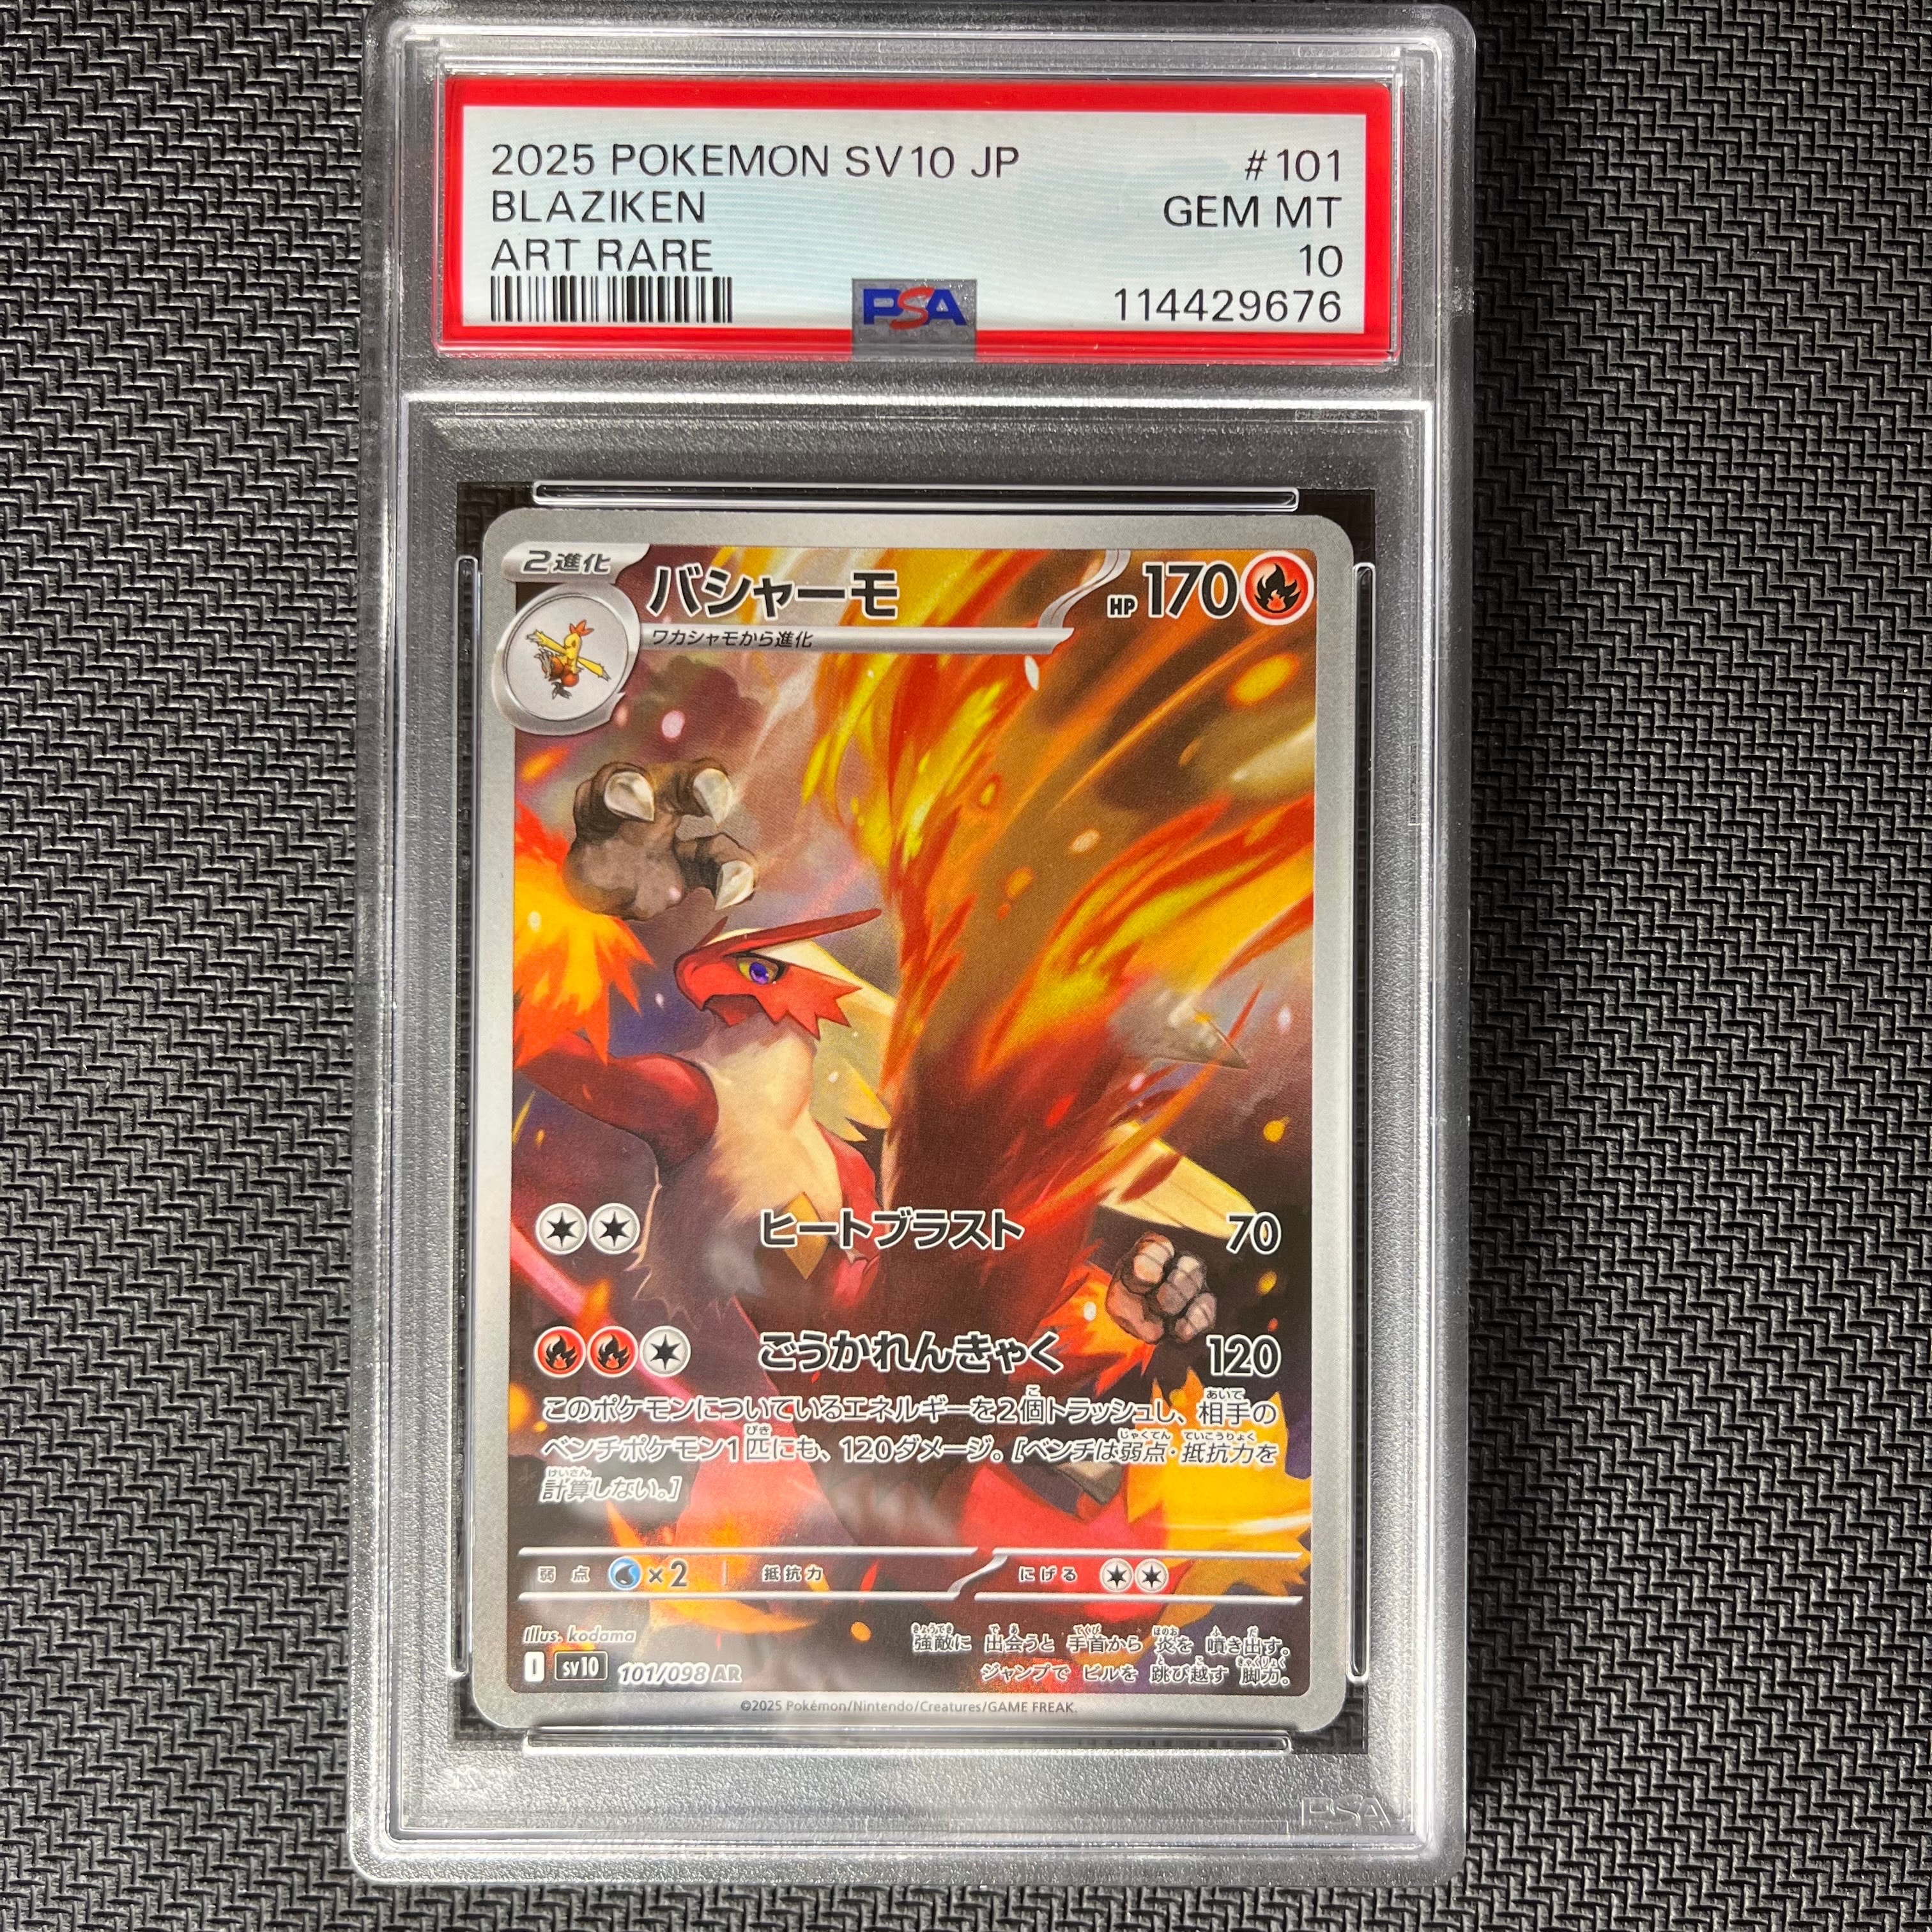 2025 POKEMON SV10 JP #101
BLAZIKEN GEM MT
ART RARE 10
PSA 114429676
2進化 バシャーモ HP 170
ワカシャモから進化
ヒートブラスト 70
ごうかれんきゃく 120
このポケモンについているエネルギーを2個トラッシュし、相手の
ベンチポケモン1匹にも、120ダメージ。[ベンチは弱点・抵抗力を
計算しない。]
弱点 ×2 抵抗力 にげる
Illus. kodama
強敵に 出会うと 手首から 炎を 噴き出す。
ジャンプで ビルを 跳び越す 脚力。
I sv10 101/098 AR
©2025 Pokémon/Nintendo/Creatures/GAME FREAK.
PSA